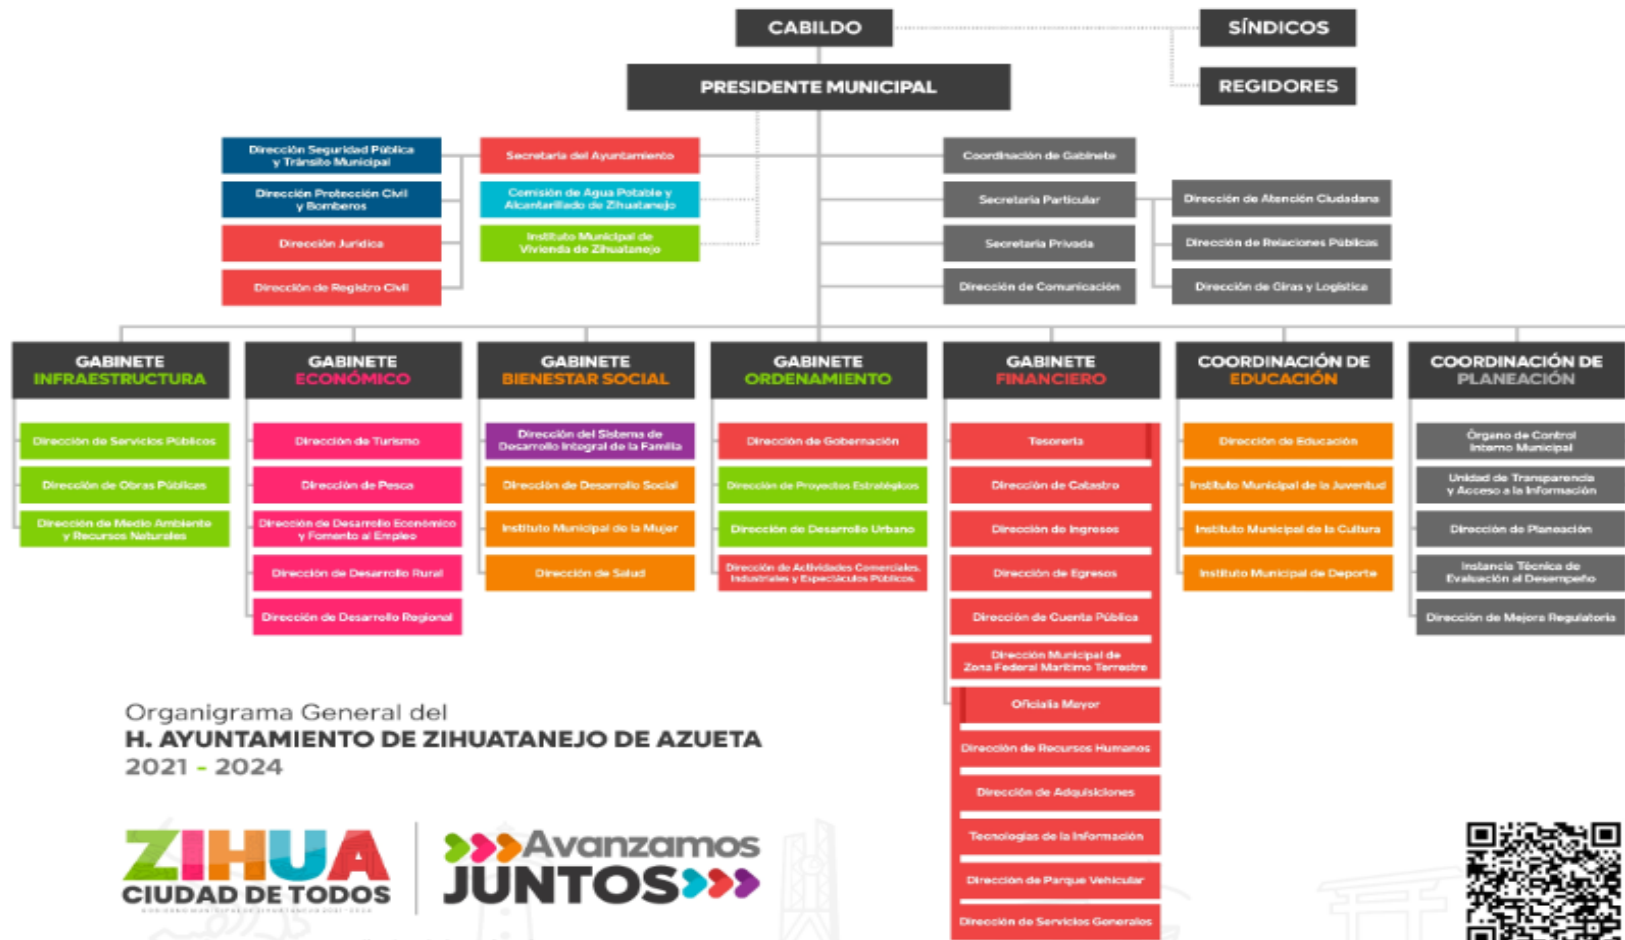 CABILDO
SÍNDICOS
PRESIDENTE MUNICIPAL
REGIDORES
Dirección Seguridad Pública
y Tránsito Municipal
Secretaría del Ayuntamiento
Coordinación de Gabinete
Dirección Protección Civil
y Bomberos
Comisión de Agua Potable y
Alcantarillado de Zihuatanejo
Secretaria Particular
Dirección de Atención Ciudadana
Dirección Jurídica
Instituto Municipal de
Vivienda de Zihuatanejo
Secretaria Privada
Dirección de Relaciones Públicas
Dirección de Registro Civil
Dirección de Comunicación
Dirección de Giras y Logística
GABINETE
INFRAESTRUCTURA
Dirección de Servicios Públicos
Dirección de Obras Públicas
Dirección de Medio Ambiente
y Recursos Naturales
GABINETE
ECONÓMICO
Dirección de Turismo
Dirección de Pesca
Dirección de Desarrollo Económico
y Fomento al Empleo
Dirección de Desarrollo Rural
Dirección de Desarrollo Regional
GABINETE
BIENESTAR SOCIAL
Dirección del Sistema de
Desarrollo Integral de la Familia
Dirección de Desarrollo Social
Instituto Municipal de la Mujer
Dirección de Salud
GABINETE
ORDENAMIENTO
Dirección de Gobernación
Dirección de Proyectos Estratégicos
Dirección de Desarrollo Urbano
Dirección de Actividades Comerciales,
Industriales y Espectáculos Públicos.
GABINETE
FINANCIERO
Tesorería
Dirección de Catastro
Dirección de Ingresos
Dirección de Egresos
Dirección de Cuenta Pública
Dirección Municipal de
Zona Federal Marítimo Terrestre
Oficialía Mayor
Dirección de Recursos Humanos
Dirección de Adquisiciones
Tecnologías de la Información
Dirección de Parque Vehicular
Dirección de Servicios Generales
COORDINACIÓN DE
EDUCACIÓN
Dirección de Educación
Instituto Municipal de la Juventud
Instituto Municipal de la Cultura
Instituto Municipal de Deporte
COORDINACIÓN DE
PLANEACIÓN
Órgano de Control
Interno Municipal
Unidad de Transparencia
y Acceso a la Información
Dirección de Planeación
Instancia Técnica de
Evaluación al Desempeño
Dirección de Mejora Regulatoria
Organigrama General del
H. AYUNTAMIENTO DE ZIHUATANEJO DE AZUETA
2021 - 2024
ZIHUA
CIUDAD DE TODOS
Avanzamos
JUNTOS